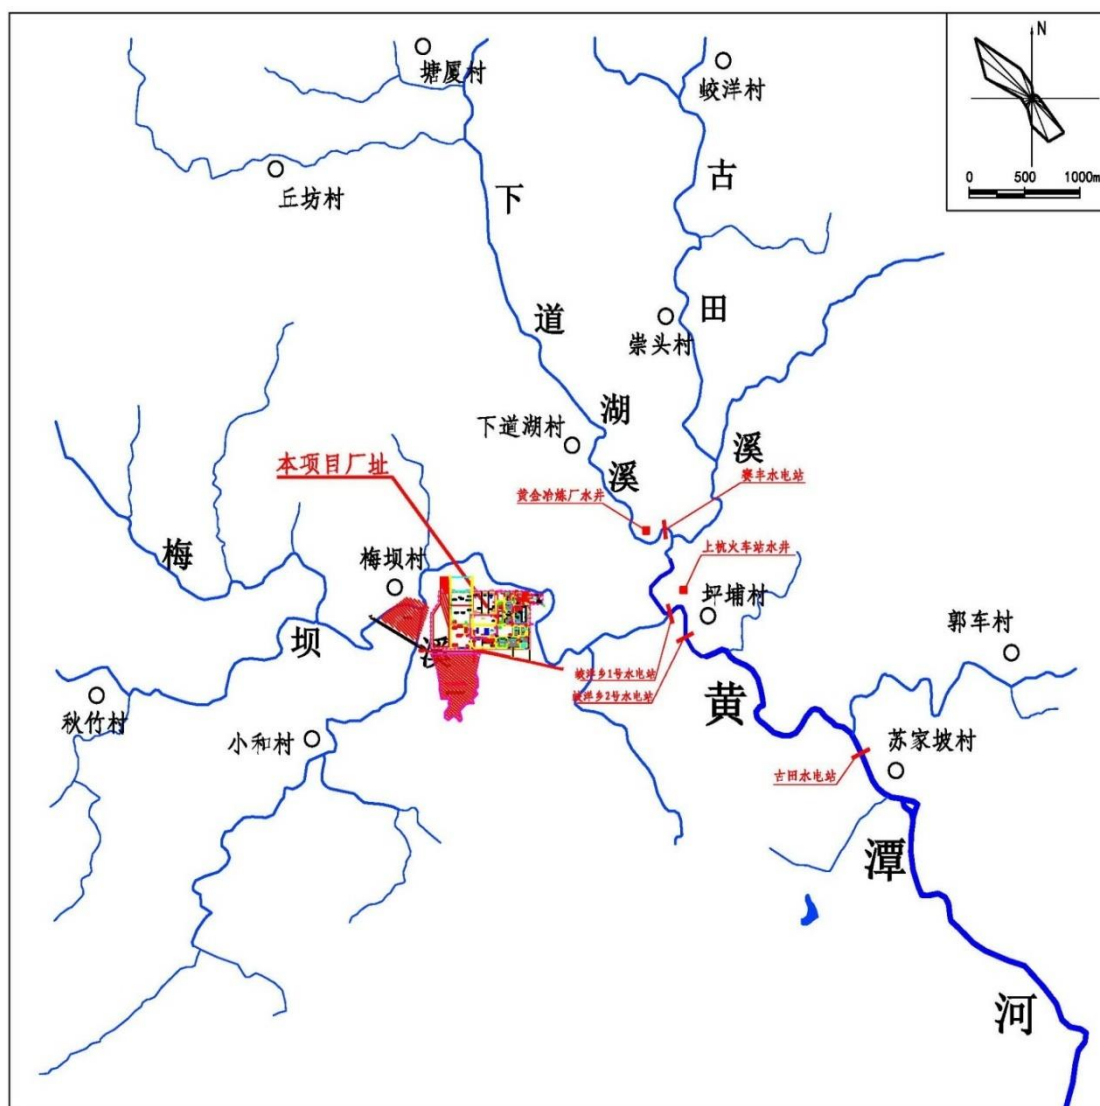 N
0 500 1000m
塘厦村
蛟洋村
丘坊村
下道湖溪
古田溪
崇头村
下道湖村
本项目厂址
黄金冶炼厂水井
赛丰水电站
上杭火车站水井
梅坝溪
梅坝村
坪埔村
郭车村
蛟洋乡1号水电站
蛟洋乡2号水电站
黄潭河
秋竹村
小和村
苏家坡村
古田水电站